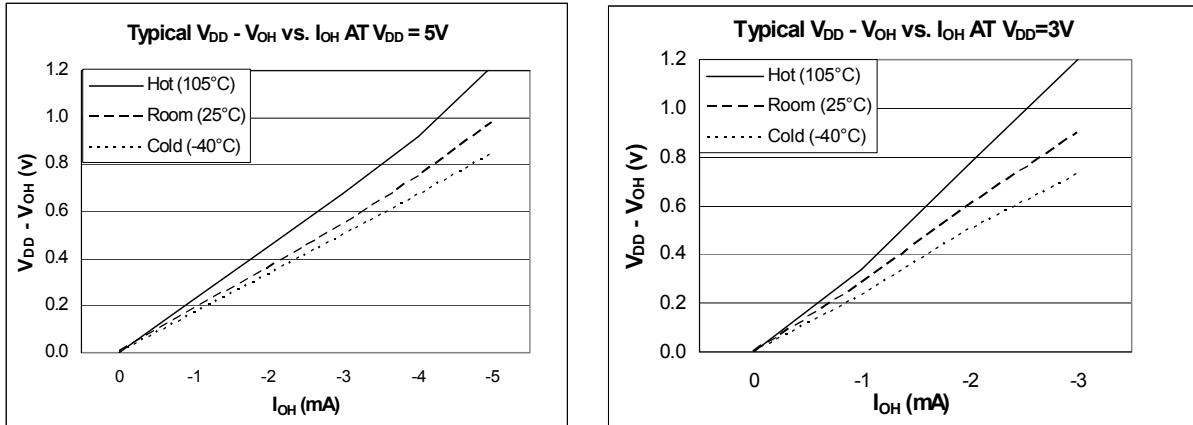 Typical VDD - VOH vs. IOH AT VDD = 5V
1.2
1.0
0.8
0.6
0.4
0.2
0.0
VDD - VOH (v)
Hot (105°C)
Room (25°C)
Cold (-40°C)
0 -1 -2 -3 -4 -5
IOH (mA)
Typical VDD - VOH vs. IOH AT VDD=3V
1.2
1.0
0.8
0.6
0.4
0.2
0.0
VDD - VOH (v)
Hot (105°C)
Room (25°C)
Cold (-40°C)
0 -1 -2 -3
IOH (mA)